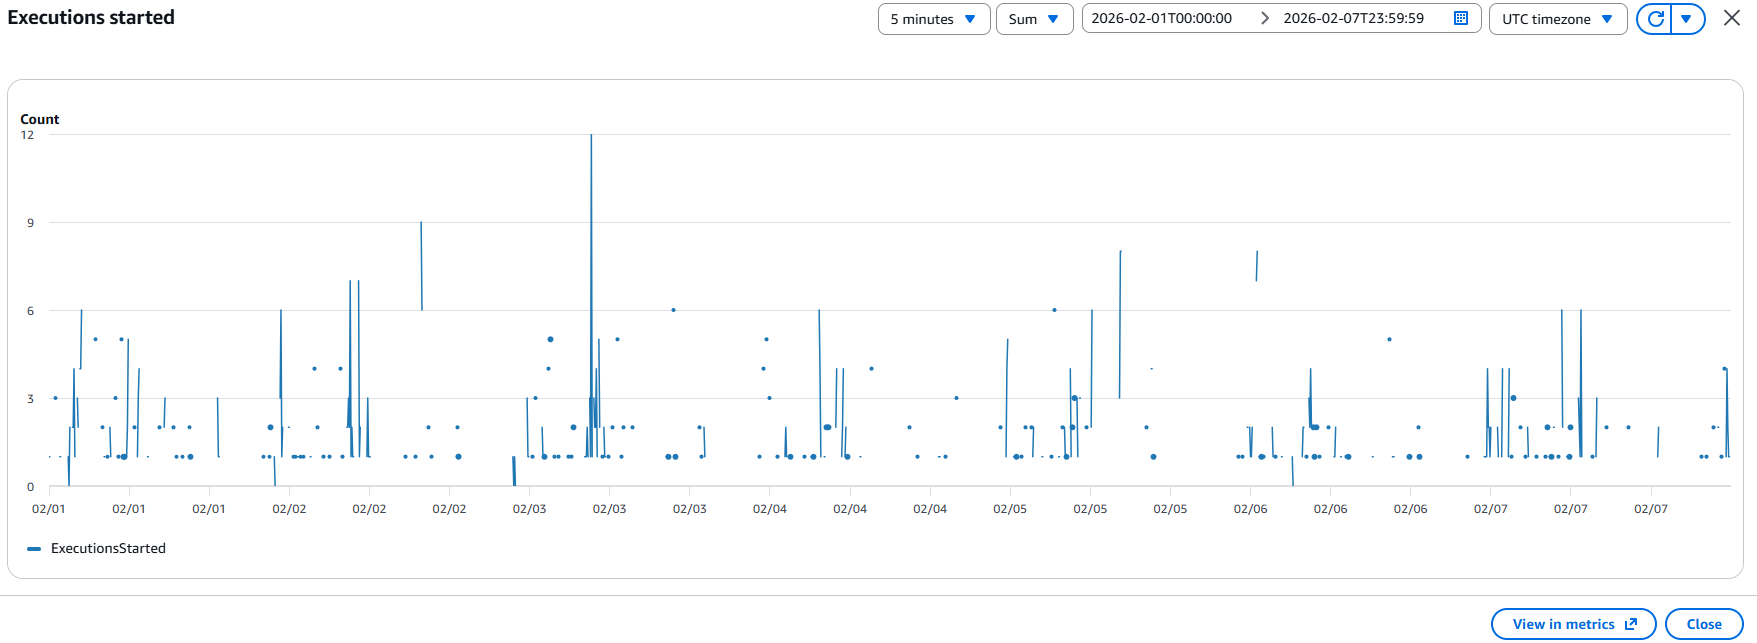 Executions started
5 minutes
Sum
2026-02-01T00:00:00
2026-02-07T23:59:59
UTC timezone
Count
12
9
6
3
0
02/01 02/01 02/01 02/02 02/02 02/02 02/03 02/03 02/03 02/04 02/04 02/04 02/05 02/05 02/05 02/06 02/06 02/06 02/07 02/07 02/07
ExecutionsStarted
View in metrics
Close